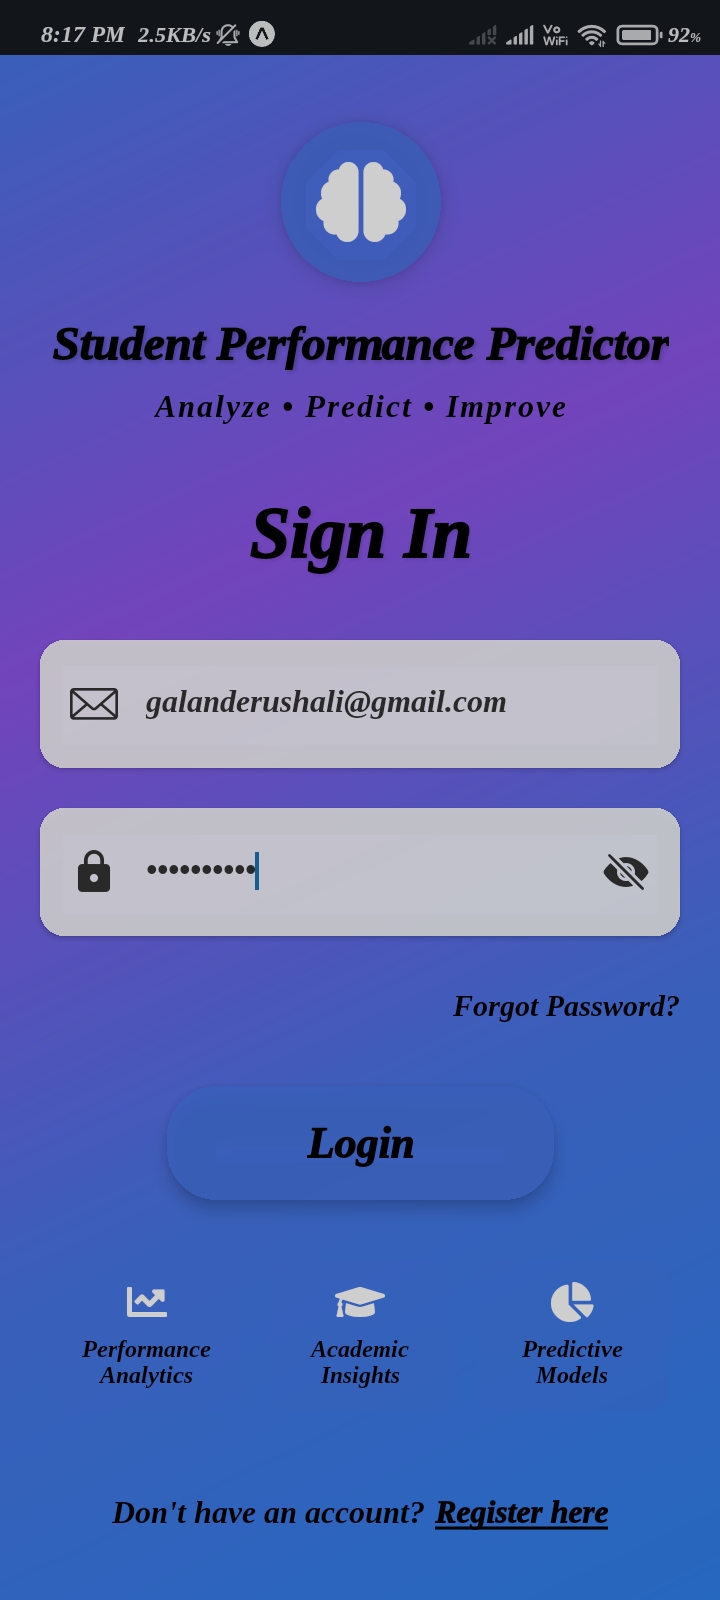 8:17 PM 2.5KB/s Vo WiFi 92%
Student Performance Predictor
Analyze • Predict • Improve
Sign In
galanderushali@gmail.com
••••••••••
Forgot Password?
Login
Performance Analytics
Academic Insights
Predictive Models
Don't have an account? Register here